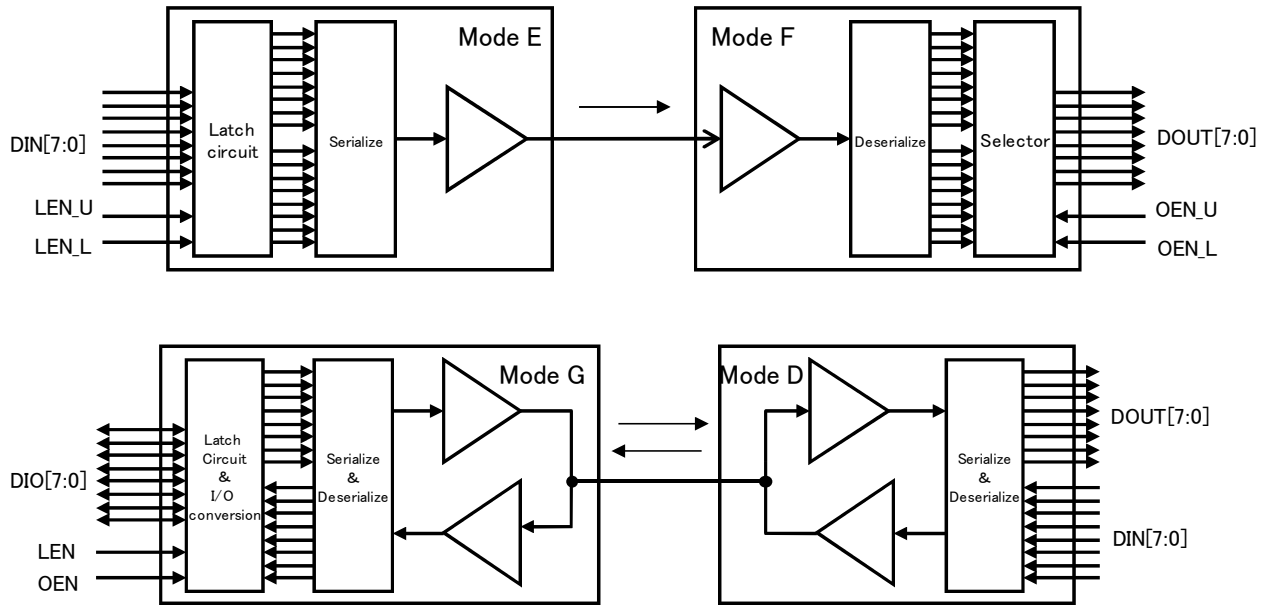 Mode E
Mode F
DIN[7:0]
LEN_U
LEN_L
Latch
circuit
Serialize
Deserialize
Selector
DOUT[7:0]
OEN_U
OEN_L
Mode G
Mode D
DIO[7:0]
LEN
OEN
Latch
Circuit
&
I/O
conversion
Serialize
&
Deserialize
Serialize
&
Deserialize
DOUT[7:0]
DIN[7:0]